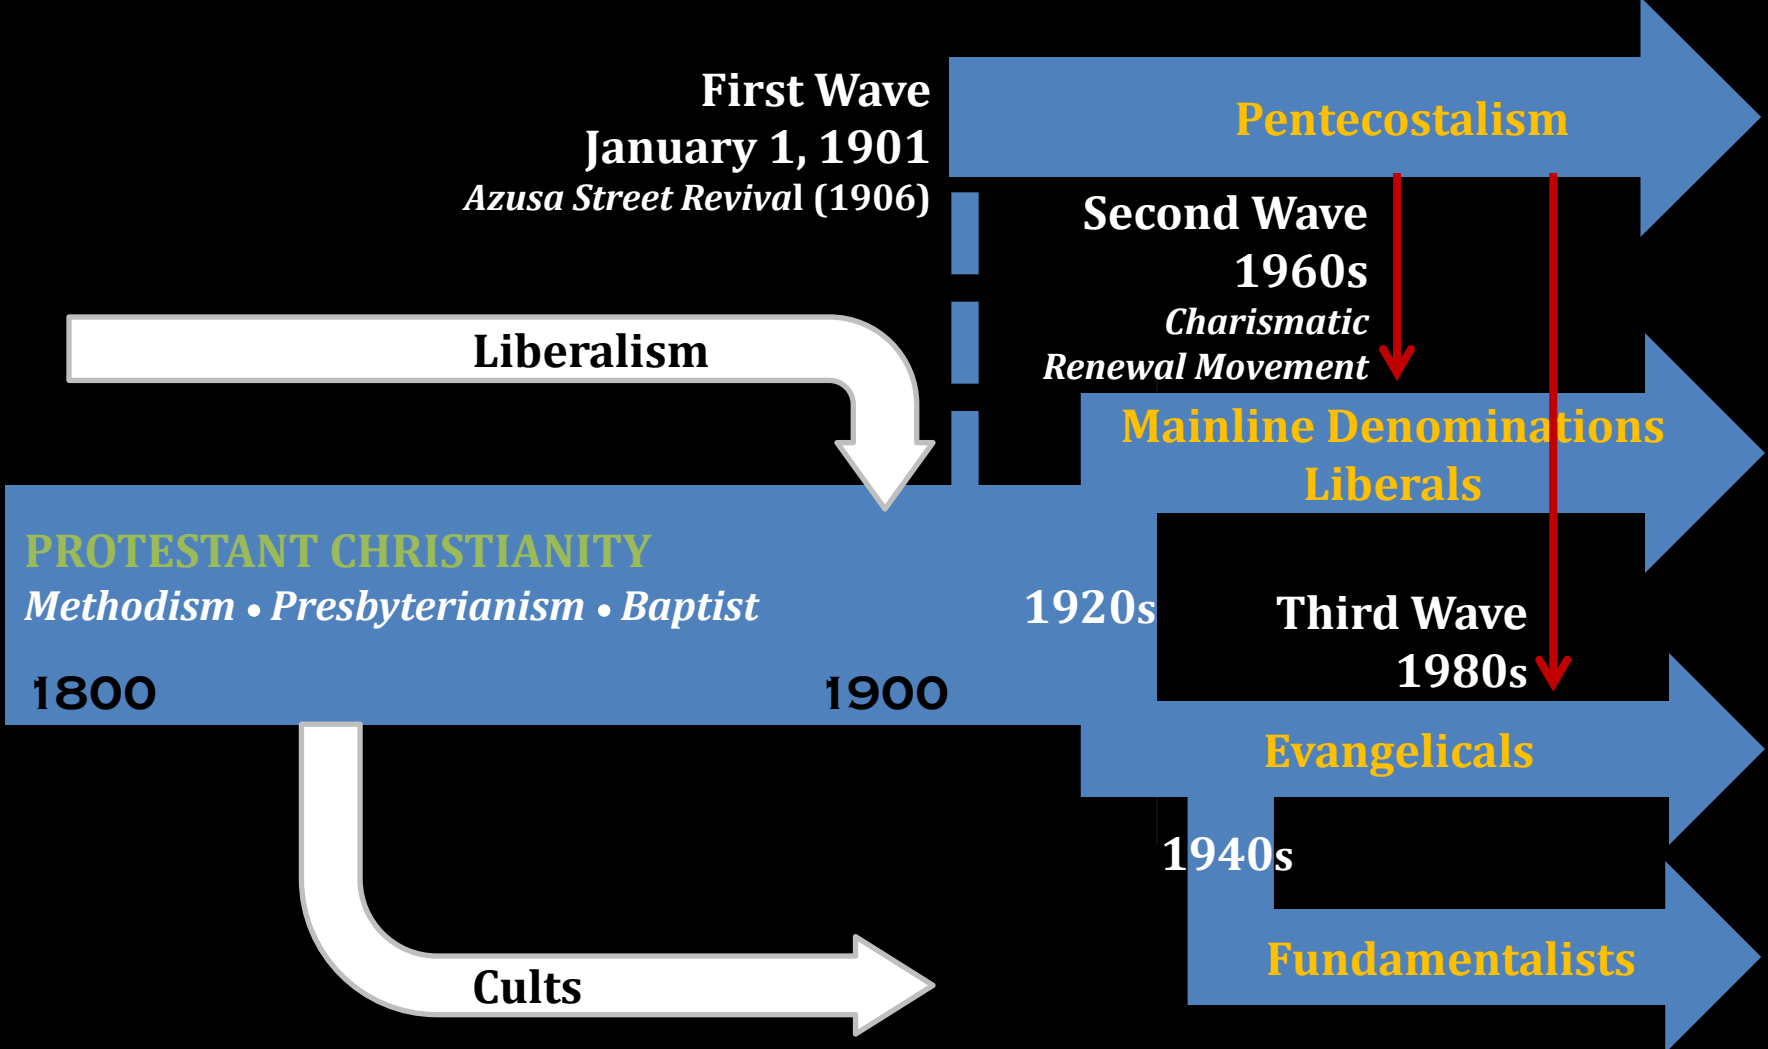 First Wave
January 1, 1901
Azusa Street Revival (1906)
Pentecostalism
Second Wave
1960s
Charismatic
Renewal Movement
Liberalism
Mainline Denominations
Liberals
PROTESTANT CHRISTIANITY
Methodism • Presbyterianism • Baptist
1920s
Third Wave
1980s
1800
1900
Evangelicals
1940s
Fundamentalists
Cults